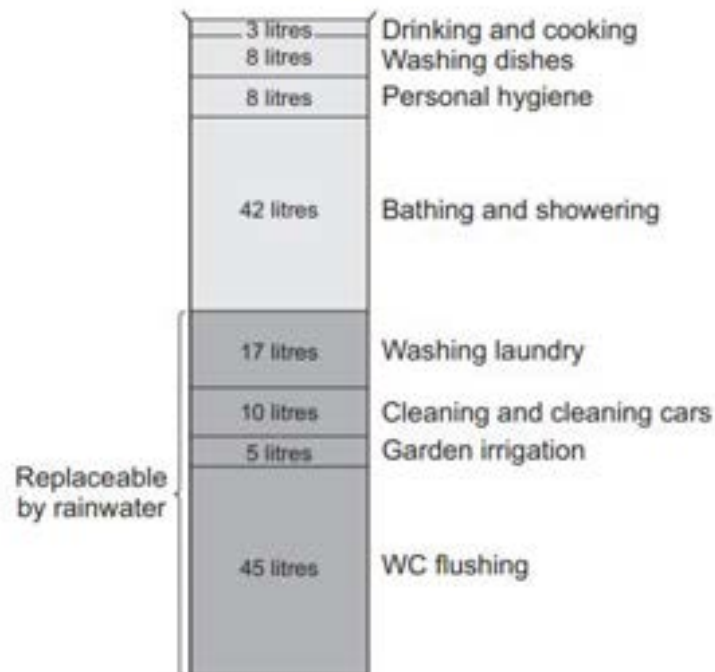 3 litres Drinking and cooking
8 litres Washing dishes
8 litres Personal hygiene
42 litres Bathing and showering
17 litres Washing laundry
10 litres Cleaning and cleaning cars
5 litres Garden irrigation
Replaceable
by rainwater
45 litres WC flushing